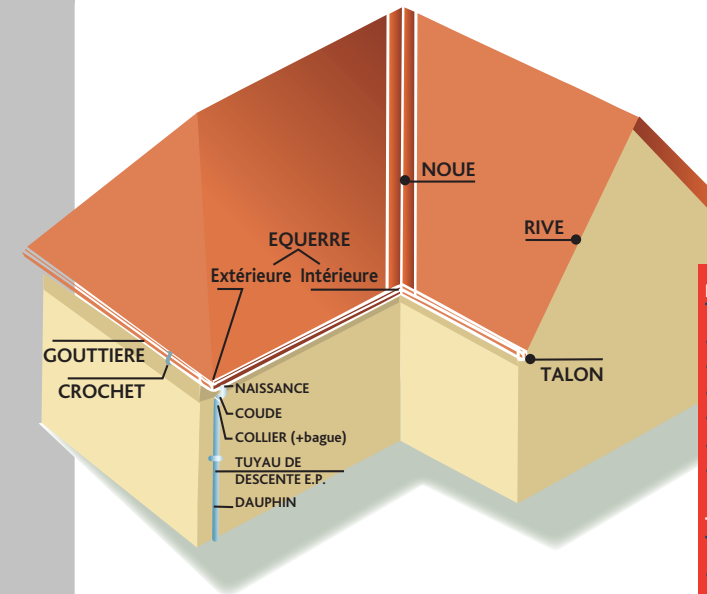 NOUE
RIVE
EQUERRE
Extérieure Intérieure
GOUTTIERE
CROCHET
TALON
NAISSANCE
COUDE
COLLIER (+bague)
TUYAU DE
DESCENTE E.P.
DAUPHIN